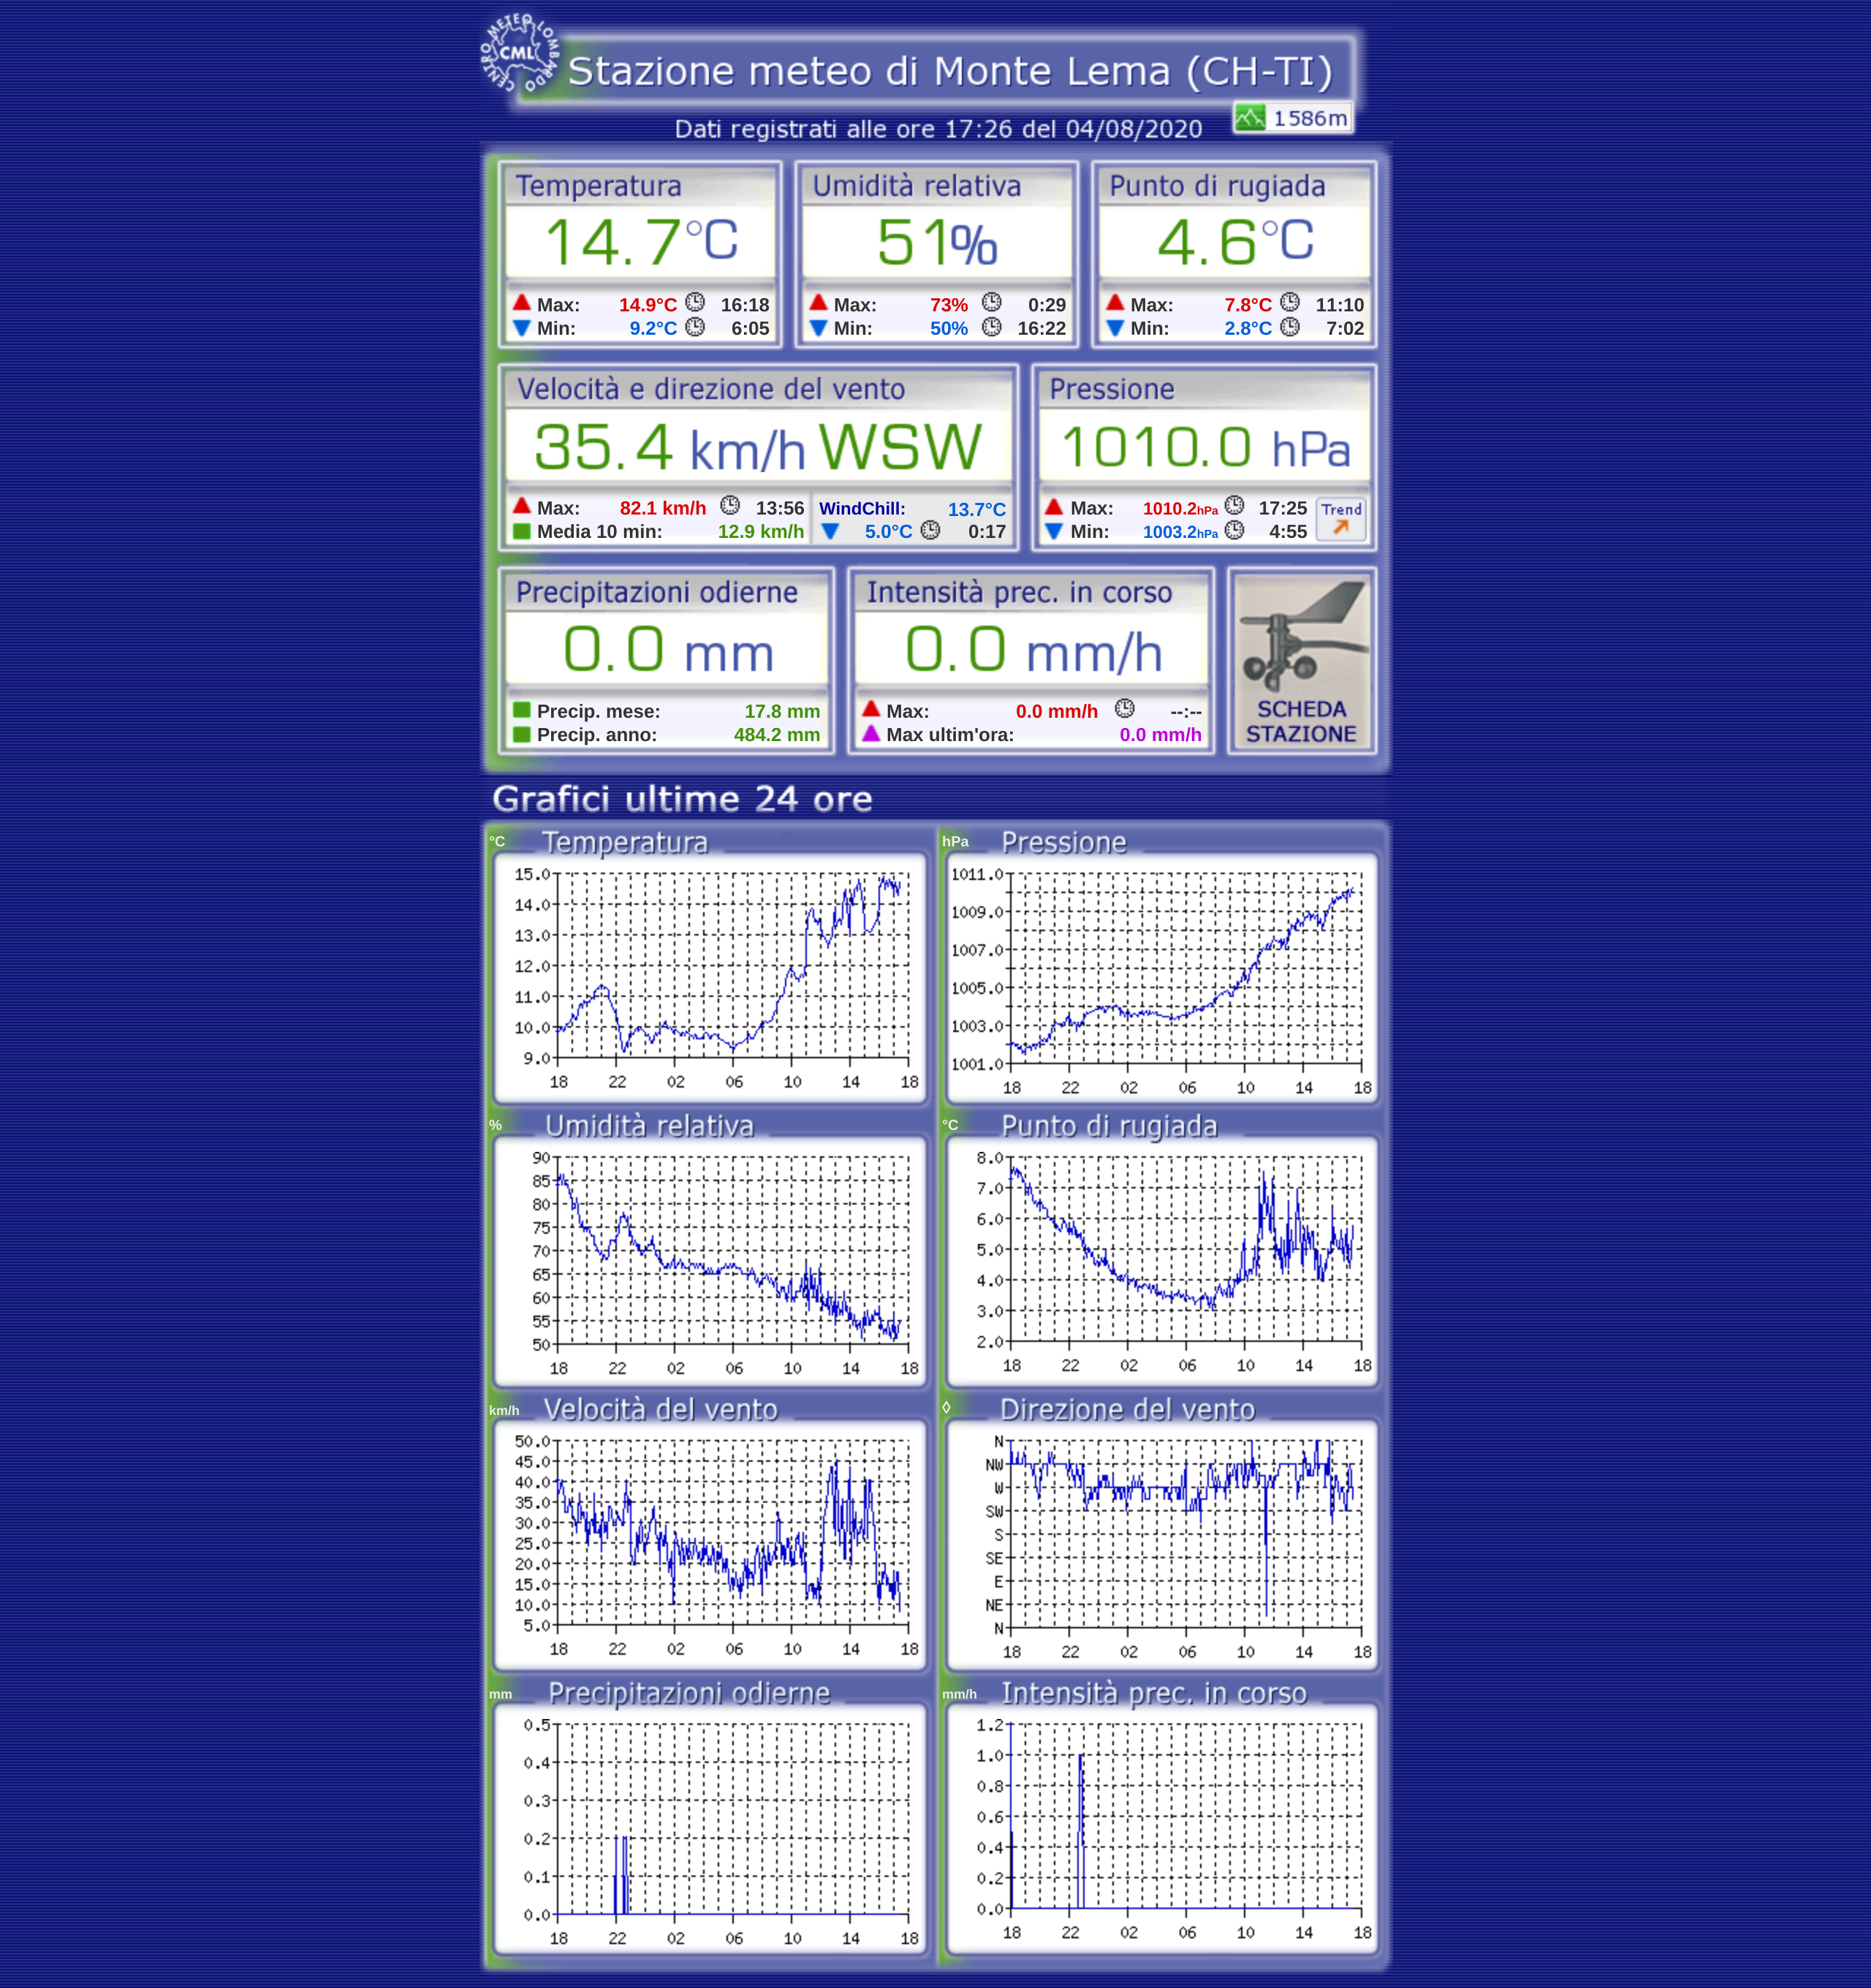 CENTRO METEO LOMBARDO
CML
Stazione meteo di Monte Lema (CH-TI)
1586m
Dati registrati alle ore 17:26 del 04/08/2020
Temperatura
14.7°C
Max: 14.9°C 16:18
Min: 9.2°C 6:05
Umidità relativa
51%
Max: 73% 0:29
Min: 50% 16:22
Punto di rugiada
4.6°C
Max: 7.8°C 11:10
Min: 2.8°C 7:02
Velocità e direzione del vento
35.4 km/h WSW
Max: 82.1 km/h 13:56
Media 10 min: 12.9 km/h
WindChill: 13.7°C
5.0°C 0:17
Pressione
1010.0 hPa
Max: 1010.2hPa 17:25
Min: 1003.2hPa 4:55
Trend
Precipitazioni odierne
0.0 mm
Precip. mese: 17.8 mm
Precip. anno: 484.2 mm
Intensità prec. in corso
0.0 mm/h
Max: 0.0 mm/h --:--
Max ultim'ora: 0.0 mm/h
SCHEDA
STAZIONE
Grafici ultime 24 ore
°C Temperatura
15.0
14.0
13.0
12.0
11.0
10.0
9.0
18 22 02 06 10 14 18
hPa Pressione
1011.0
1009.0
1007.0
1005.0
1003.0
1001.0
18 22 02 06 10 14 18
% Umidità relativa
90
85
80
75
70
65
60
55
50
18 22 02 06 10 14 18
°C Punto di rugiada
8.0
7.0
6.0
5.0
4.0
3.0
2.0
18 22 02 06 10 14 18
km/h Velocità del vento
50.0
45.0
40.0
35.0
30.0
25.0
20.0
15.0
10.0
5.0
18 22 02 06 10 14 18
◊ Direzione del vento
N
NW
W
SW
S
SE
E
NE
N
18 22 02 06 10 14 18
mm Precipitazioni odierne
0.5
0.4
0.3
0.2
0.1
0.0
18 22 02 06 10 14 18
mm/h Intensità prec. in corso
1.2
1.0
0.8
0.6
0.4
0.2
0.0
18 22 02 06 10 14 18